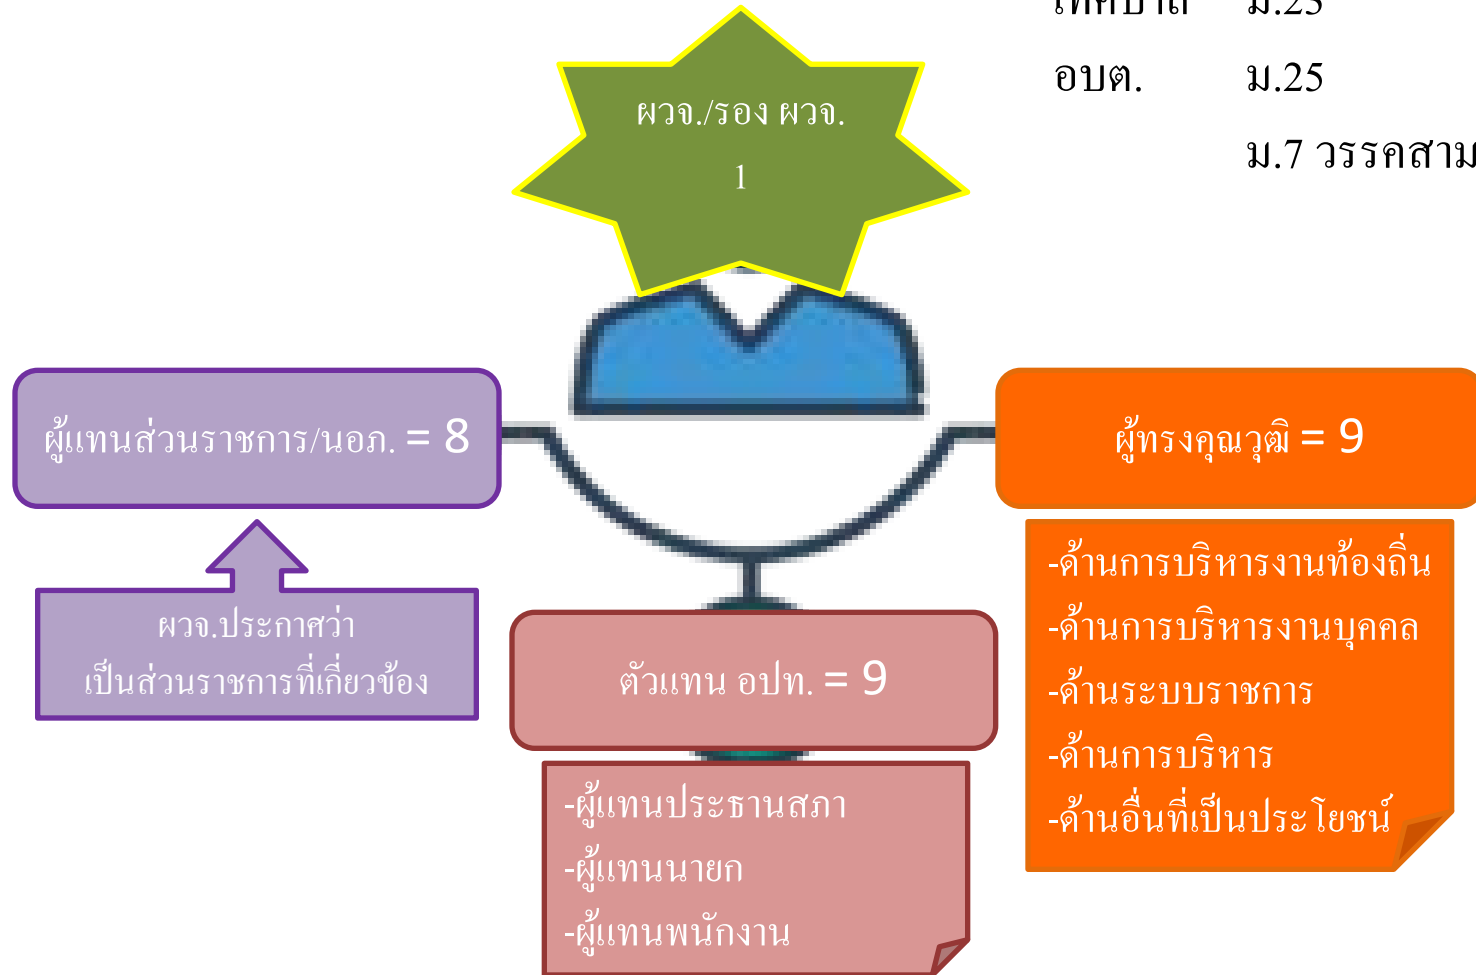 เทศบาล ม.23
อบต. ม.25
ม.7 วรรคสาม
ผวจ./รอง ผวจ.
1
ผู้แทนส่วนราชการ/นอภ. = 8
ผู้ทรงคุณวุฒิ = 9
ผวจ.ประกาศว่า
เป็นส่วนราชการที่เกี่ยวข้อง
ตัวแทน อปท. = 9
-ผู้แทนประธานสภา
-ผู้แทนนายก
-ผู้แทนพนักงาน
-ด้านการบริหารงานท้องถิ่น
-ด้านการบริหารงานบุคคล
-ด้านระบบราชการ
-ด้านการบริหาร
-ด้านอื่นที่เป็นประโยชน์